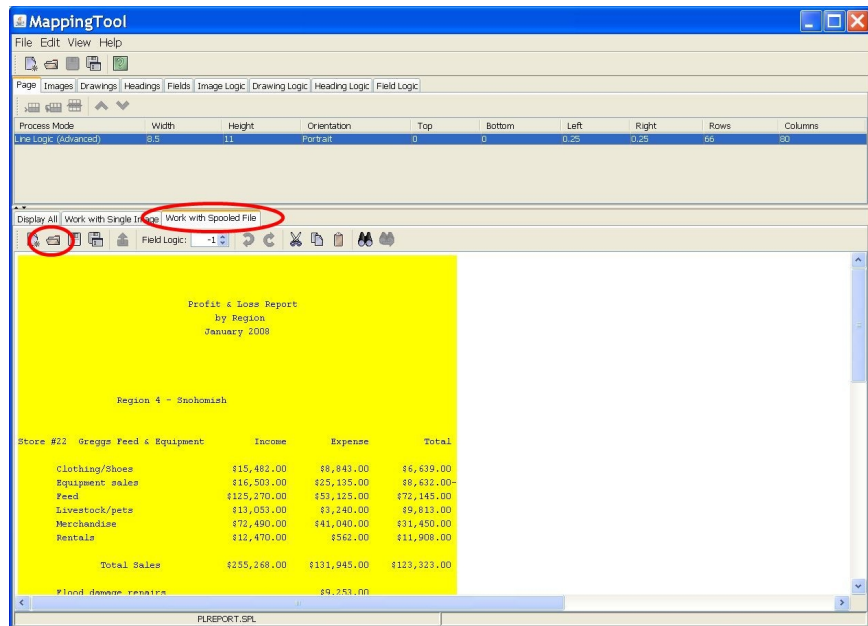 MappingTool
File Edit View Help
Page Images Drawings Headings Fields Image Logic Drawing Logic Heading Logic Field Logic
Process Mode Width Height Orientation Top Bottom Left Right Rows Columns
Line Logic (Advanced) 8.5 11 Portrait 0 0 0.25 0.25 66 80
Display All Work with Single Image Work with Spooled File
Field Logic: -1
Profit & Loss Report
by Region
January 2008
Region 4 - Snohomish
Store #22 Greggs Feed & Equipment Income Expense Total
Clothing/Shoes $15,482.00 $8,843.00 $6,639.00
Equipment sales $16,503.00 $25,135.00 $8,632.00-
Feed $125,270.00 $53,125.00 $72,145.00
Livestock/pets $13,053.00 $3,240.00 $9,813.00
Merchandise $72,490.00 $41,040.00 $31,450.00
Rentals $12,470.00 $562.00 $11,908.00
Total Sales $255,268.00 $131,945.00 $123,323.00
Flood damage repairs $9,253.00
PLREPORT.SPL